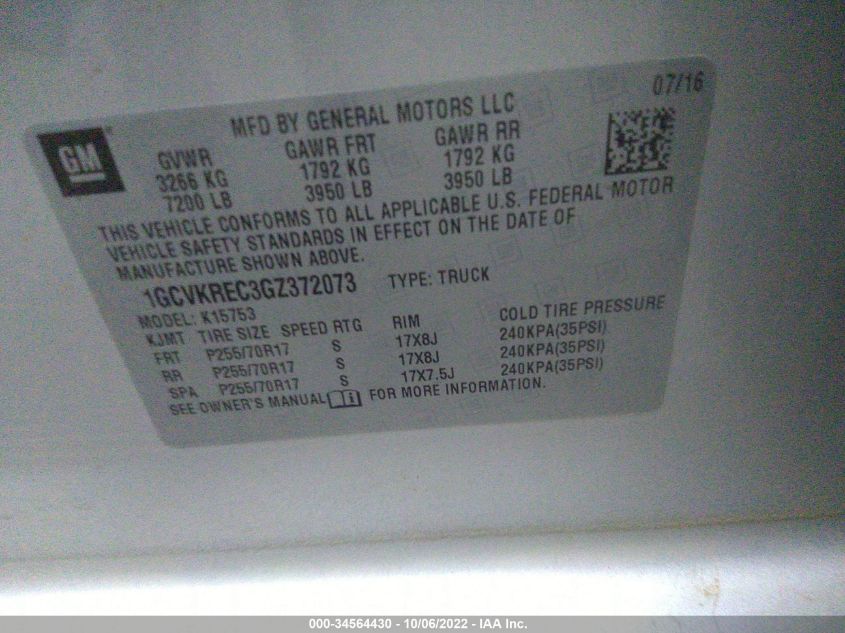 07/16
MFD BY GENERAL MOTORS LLC
GM
GVWR GAWR FRT GAWR RR
3266 KG 1792 KG 1792 KG
7200 LB 3950 LB 3950 LB
THIS VEHICLE CONFORMS TO ALL APPLICABLE U.S. FEDERAL MOTOR
VEHICLE SAFETY STANDARDS IN EFFECT ON THE DATE OF
MANUFACTURE SHOWN ABOVE.
1GCVKREC3GZ372073 TYPE: TRUCK
MODEL: K15753
KJMT TIRE SIZE SPEED RTG RIM COLD TIRE PRESSURE
FRT P255/70R17 S 17X8J 240KPA(35PSI)
RR P255/70R17 S 17X8J 240KPA(35PSI)
SPA P255/70R17 S 17X7.5J 240KPA(35PSI)
SEE OWNER'S MANUAL i FOR MORE INFORMATION.
000-34564430 - 10/06/2022 - IAA Inc.